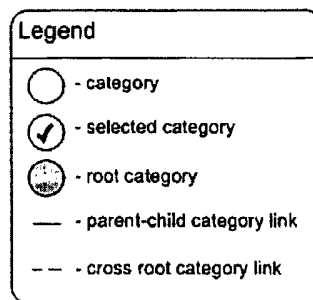 Legend
- category
- selected category
- root category
- parent-child category link
- cross root category link